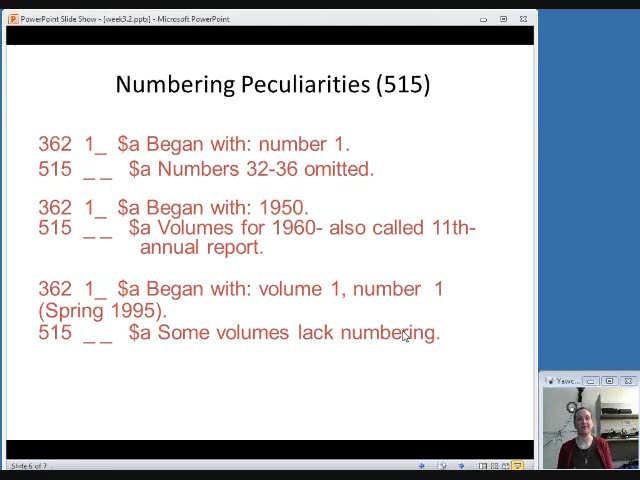 PowerPoint Slide Show - [week3.2.pptx] - Microsoft PowerPoint
Numbering Peculiarities (515)
362 1_ $a Began with: number 1.
515 _ _ $a Numbers 32-36 omitted.
362 1_ $a Began with: 1950.
515 _ _ $a Volumes for 1960- also called 11th-
annual report.
362 1_ $a Began with: volume 1, number 1
(Spring 1995).
515 _ _ $a Some volumes lack numbering.
Slide 6 of 7